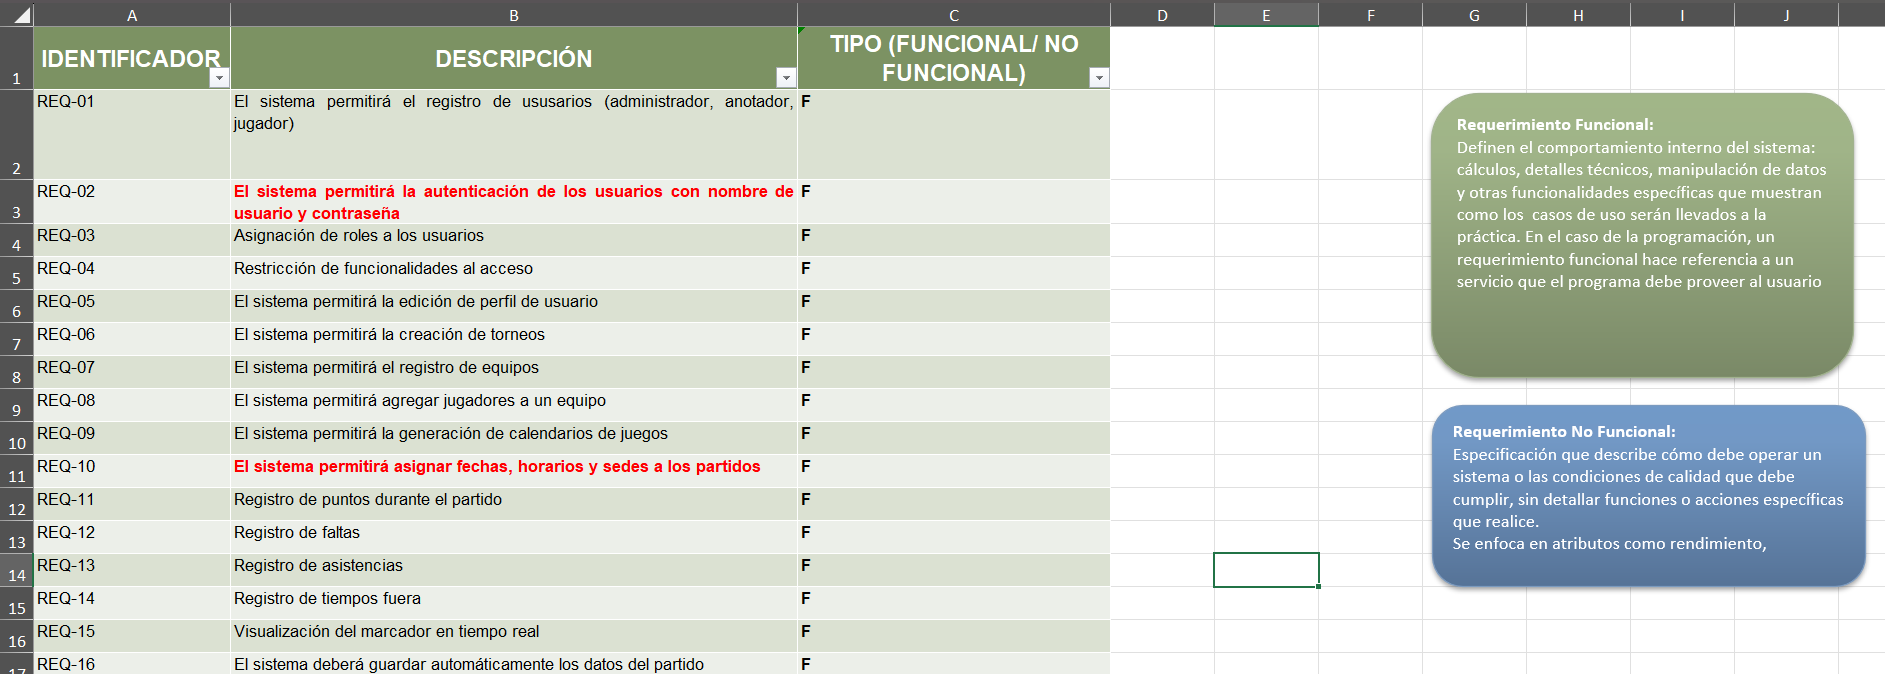 A B C D E F G H I J
1 IDENTIFICADOR DESCRIPCIÓN TIPO (FUNCIONAL/ NO
FUNCIONAL)
2 REQ-01 El sistema permitirá el registro de ususarios (administrador, anotador, F
jugador)
3 REQ-02 El sistema permitirá la autenticación de los usuarios con nombre de F
usuario y contraseña
4 REQ-03 Asignación de roles a los usuarios F
5 REQ-04 Restricción de funcionalidades al acceso F
6 REQ-05 El sistema permitirá la edición de perfil de usuario F
7 REQ-06 El sistema permitirá la creación de torneos F
8 REQ-07 El sistema permitirá el registro de equipos F
9 REQ-08 El sistema permitirá agregar jugadores a un equipo F
10 REQ-09 El sistema permitirá la generación de calendarios de juegos F
11 REQ-10 El sistema permitirá asignar fechas, horarios y sedes a los partidos F
12 REQ-11 Registro de puntos durante el partido F
13 REQ-12 Registro de faltas F
14 REQ-13 Registro de asistencias F
15 REQ-14 Registro de tiempos fuera F
16 REQ-15 Visualización del marcador en tiempo real F
17 REQ-16 El sistema deberá guardar automáticamente los datos del partido F
Requerimiento Funcional:
Definen el comportamiento interno del sistema:
cálculos, detalles técnicos, manipulación de datos
y otras funcionalidades específicas que muestran
como los casos de uso serán llevados a la
práctica. En el caso de la programación, un
requerimiento funcional hace referencia a un
servicio que el programa debe proveer al usuario
Requerimiento No Funcional:
Especificación que describe cómo debe operar un
sistema o las condiciones de calidad que debe
cumplir, sin detallar funciones o acciones específicas
que realice.
Se enfoca en atributos como rendimiento,